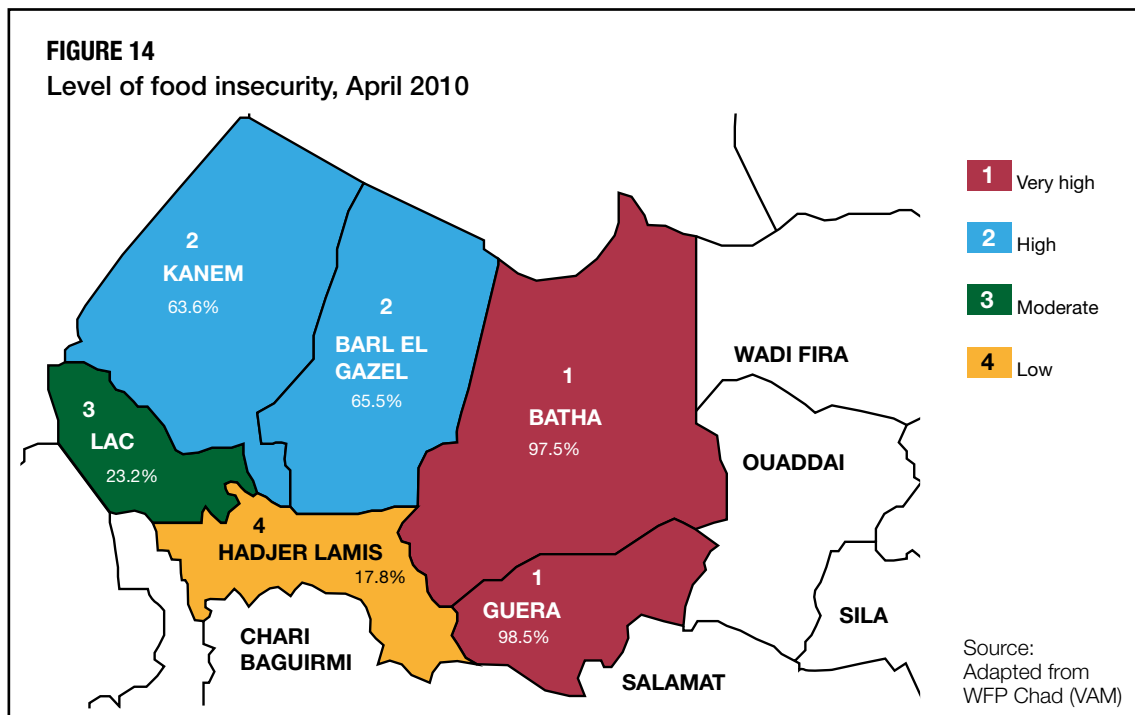 FIGURE 14
Level of food insecurity, April 2010
1 Very high
2 High
3 Moderate
4 Low
2
KANEM
63.6%
2
BARL EL
GAZEL
65.5%
1
BATHA
97.5%
WADI FIRA
OUADDAI
3
LAC
23.2%
4
HADJER LAMIS
17.8%
1
GUERA
98.5%
CHARI
BAGUIRMI
SALAMAT
SILA
Source:
Adapted from
WFP Chad (VAM)